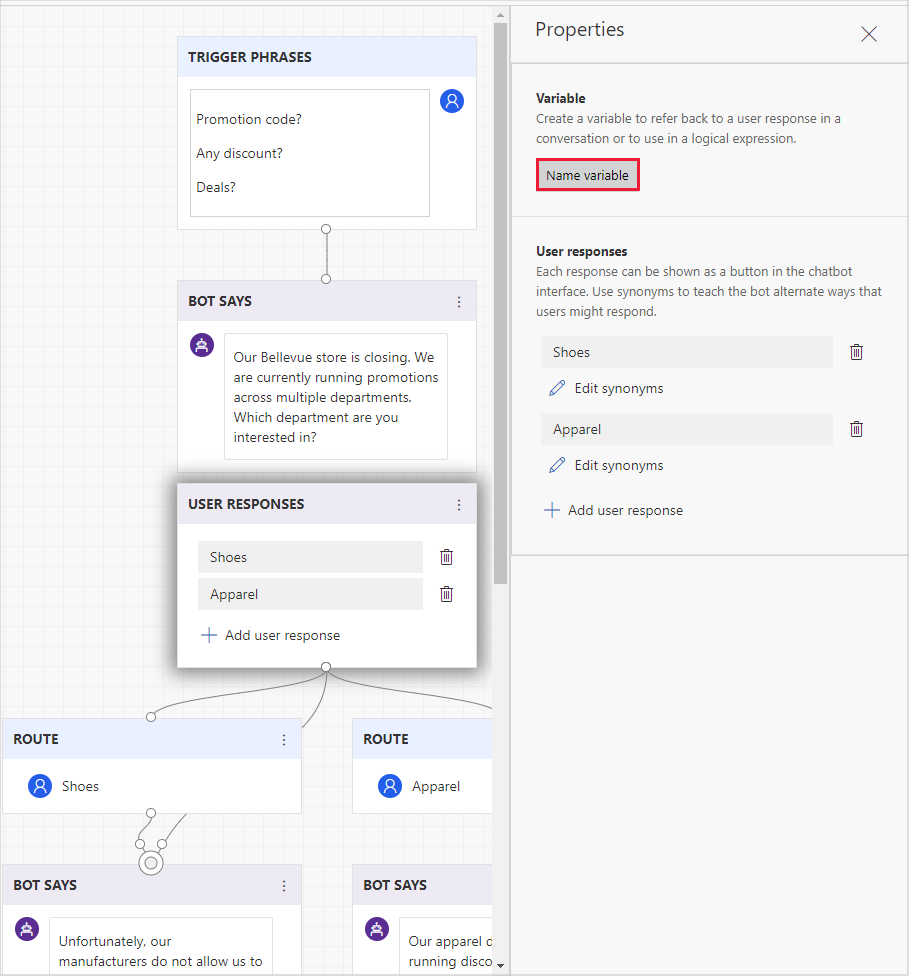 TRIGGER PHRASES
Promotion code?
Any discount?
Deals?
BOT SAYS
Our Bellevue store is closing. We
are currently running promotions
across multiple departments.
Which department are you
interested in?
USER RESPONSES
Shoes
Apparel
Add user response
ROUTE
Shoes
ROUTE
Apparel
BOT SAYS
Unfortunately, our
manufacturers do not allow us to
BOT SAYS
Our apparel d
running disco
Properties
Variable
Create a variable to refer back to a user response in a
conversation or to use in a logical expression.
Name variable
User responses
Each response can be shown as a button in the chatbot
interface. Use synonyms to teach the bot alternate ways that
users might respond.
Shoes
Edit synonyms
Apparel
Edit synonyms
Add user response